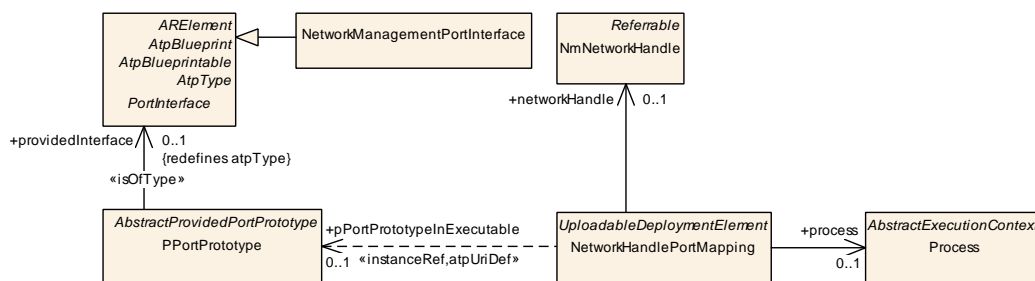 ARElement
AtpBlueprint
AtpBlueprintable
AtpType
PortInterface
NetworkManagementPortInterface
Referrable
NmNetworkHandle
+providedInterface
0..1
{redefines atpType}
«isOfType»
+networkHandle
0..1
AbstractProvidedPortPrototype
PPortPrototype
+pPortPrototypeInExecutable
0..1
«instanceRef,atpUriDef»
UploadableDeploymentElement
NetworkHandlePortMapping
+process
0..1
AbstractExecutionContext
Process